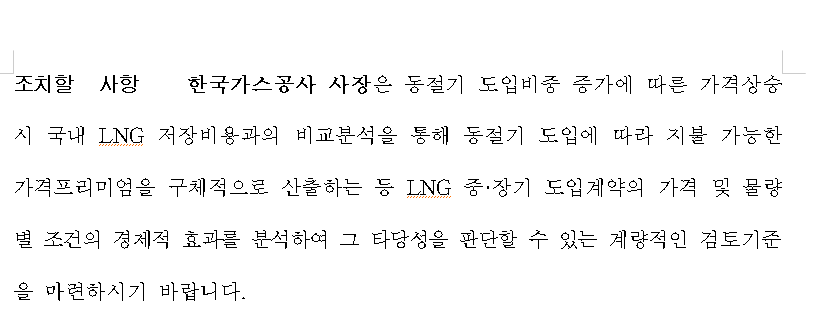 조치할 사항 한국가스공사 사장은 동절기 도입비중 증가에 따른 가격상승
시 국내 LNG 저장비용과의 비교분석을 통해 동절기 도입에 따라 지불 가능한
가격프리미엄을 구체적으로 산출하는 등 LNG 중·장기 도입계약의 가격 및 물량
별 조건의 경제적 효과를 분석하여 그 타당성을 판단할 수 있는 계량적인 검토기준
을 마련하시기 바랍니다.